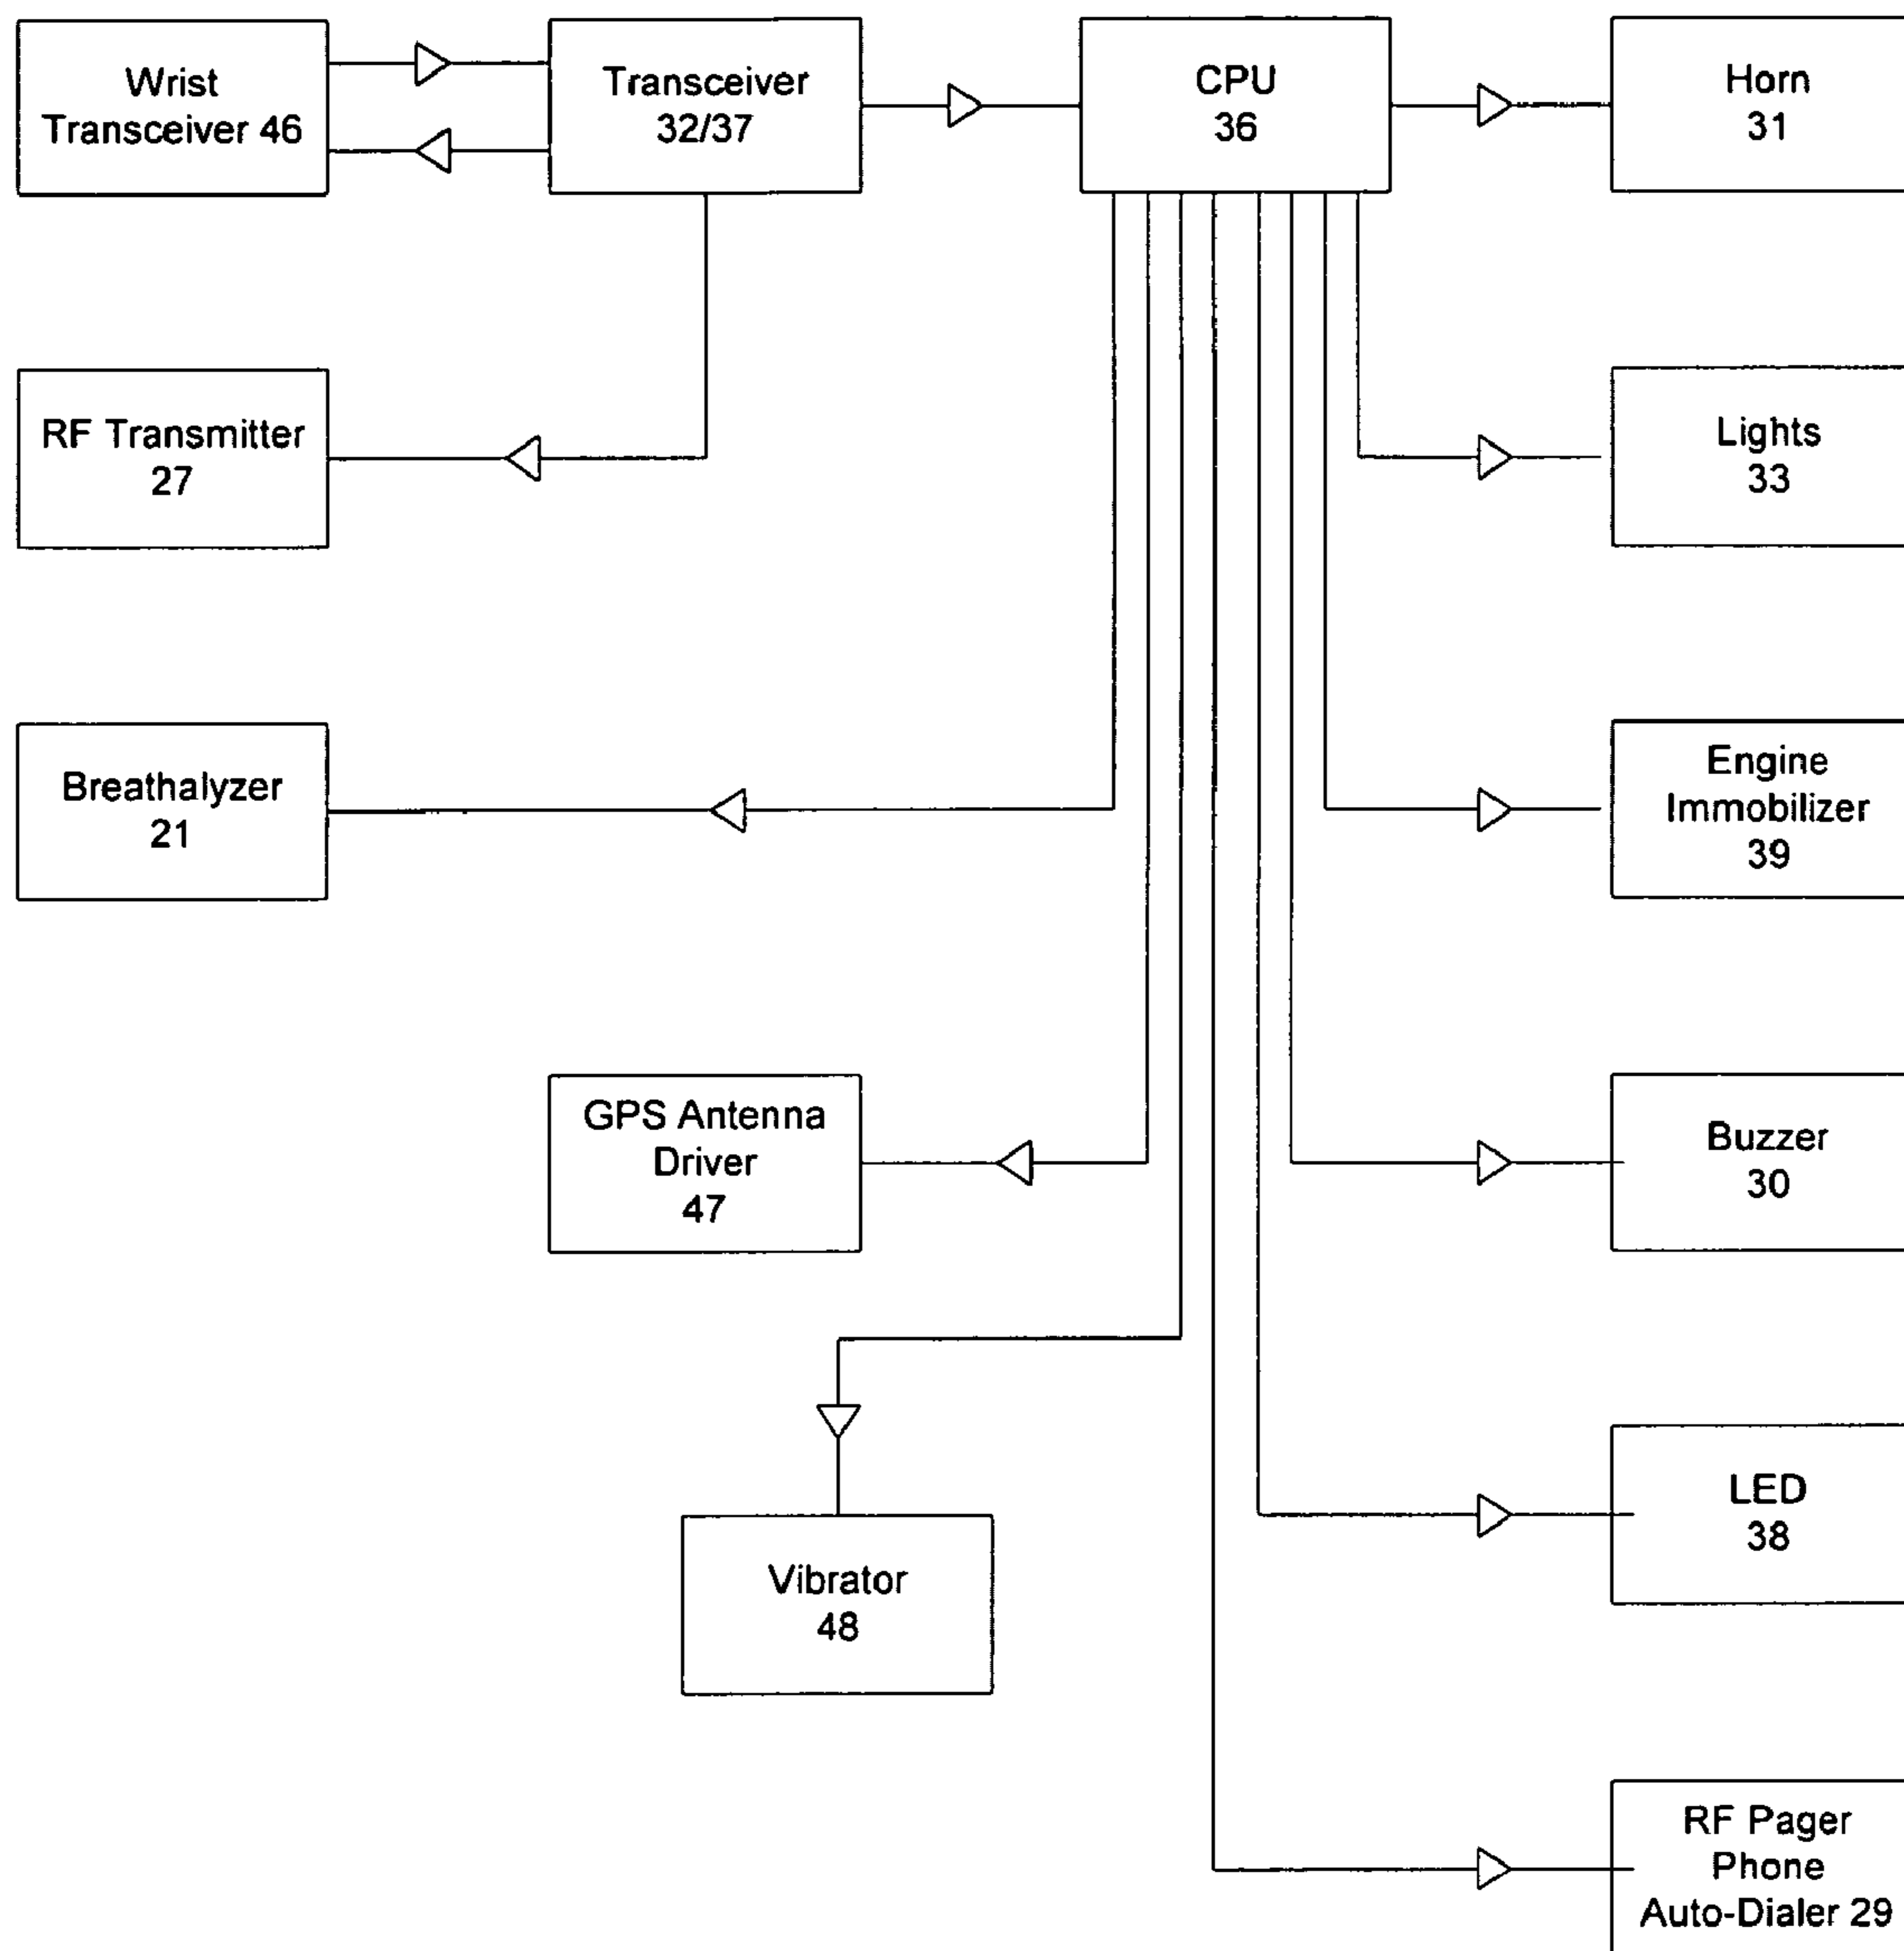 Wrist
Transceiver 46
Transceiver
32/37
CPU
36
Horn
31
RF Transmitter
27
Lights
33
Breathalyzer
21
Engine
Immobilizer
39
GPS Antenna
Driver
47
Buzzer
30
Vibrator
48
LED
38
RF Pager
Phone
Auto-Dialer 29